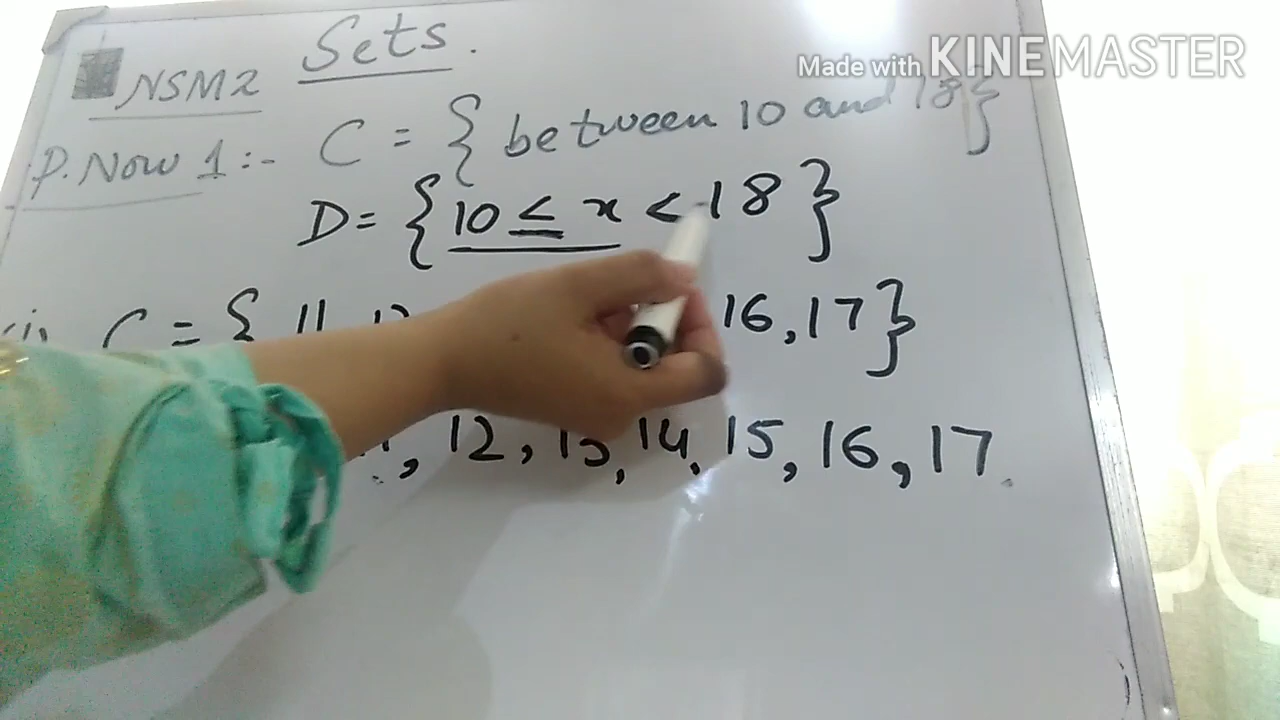 Made with KINEMASTER
Sets.
NSM2
P. Now 1:- C = { between 10 and 18}
D = { 10 ≤ x < 18 }
C = { 11, 16, 17 }
12, 13, 14, 15, 16, 17